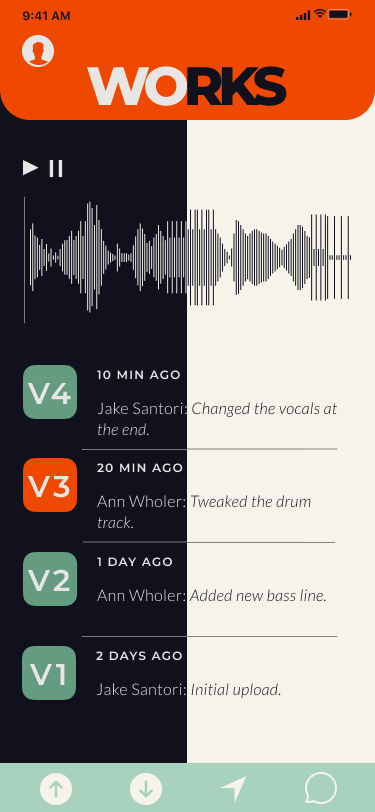 9:41 AM
WORKS
V4
10 MIN AGO
Jake Santori: Changed the vocals at
the end.
V3
20 MIN AGO
Ann Wholer: Tweaked the drum
track.
V2
1 DAY AGO
Ann Wholer: Added new bass line.
V1
2 DAYS AGO
Jake Santori: Initial upload.